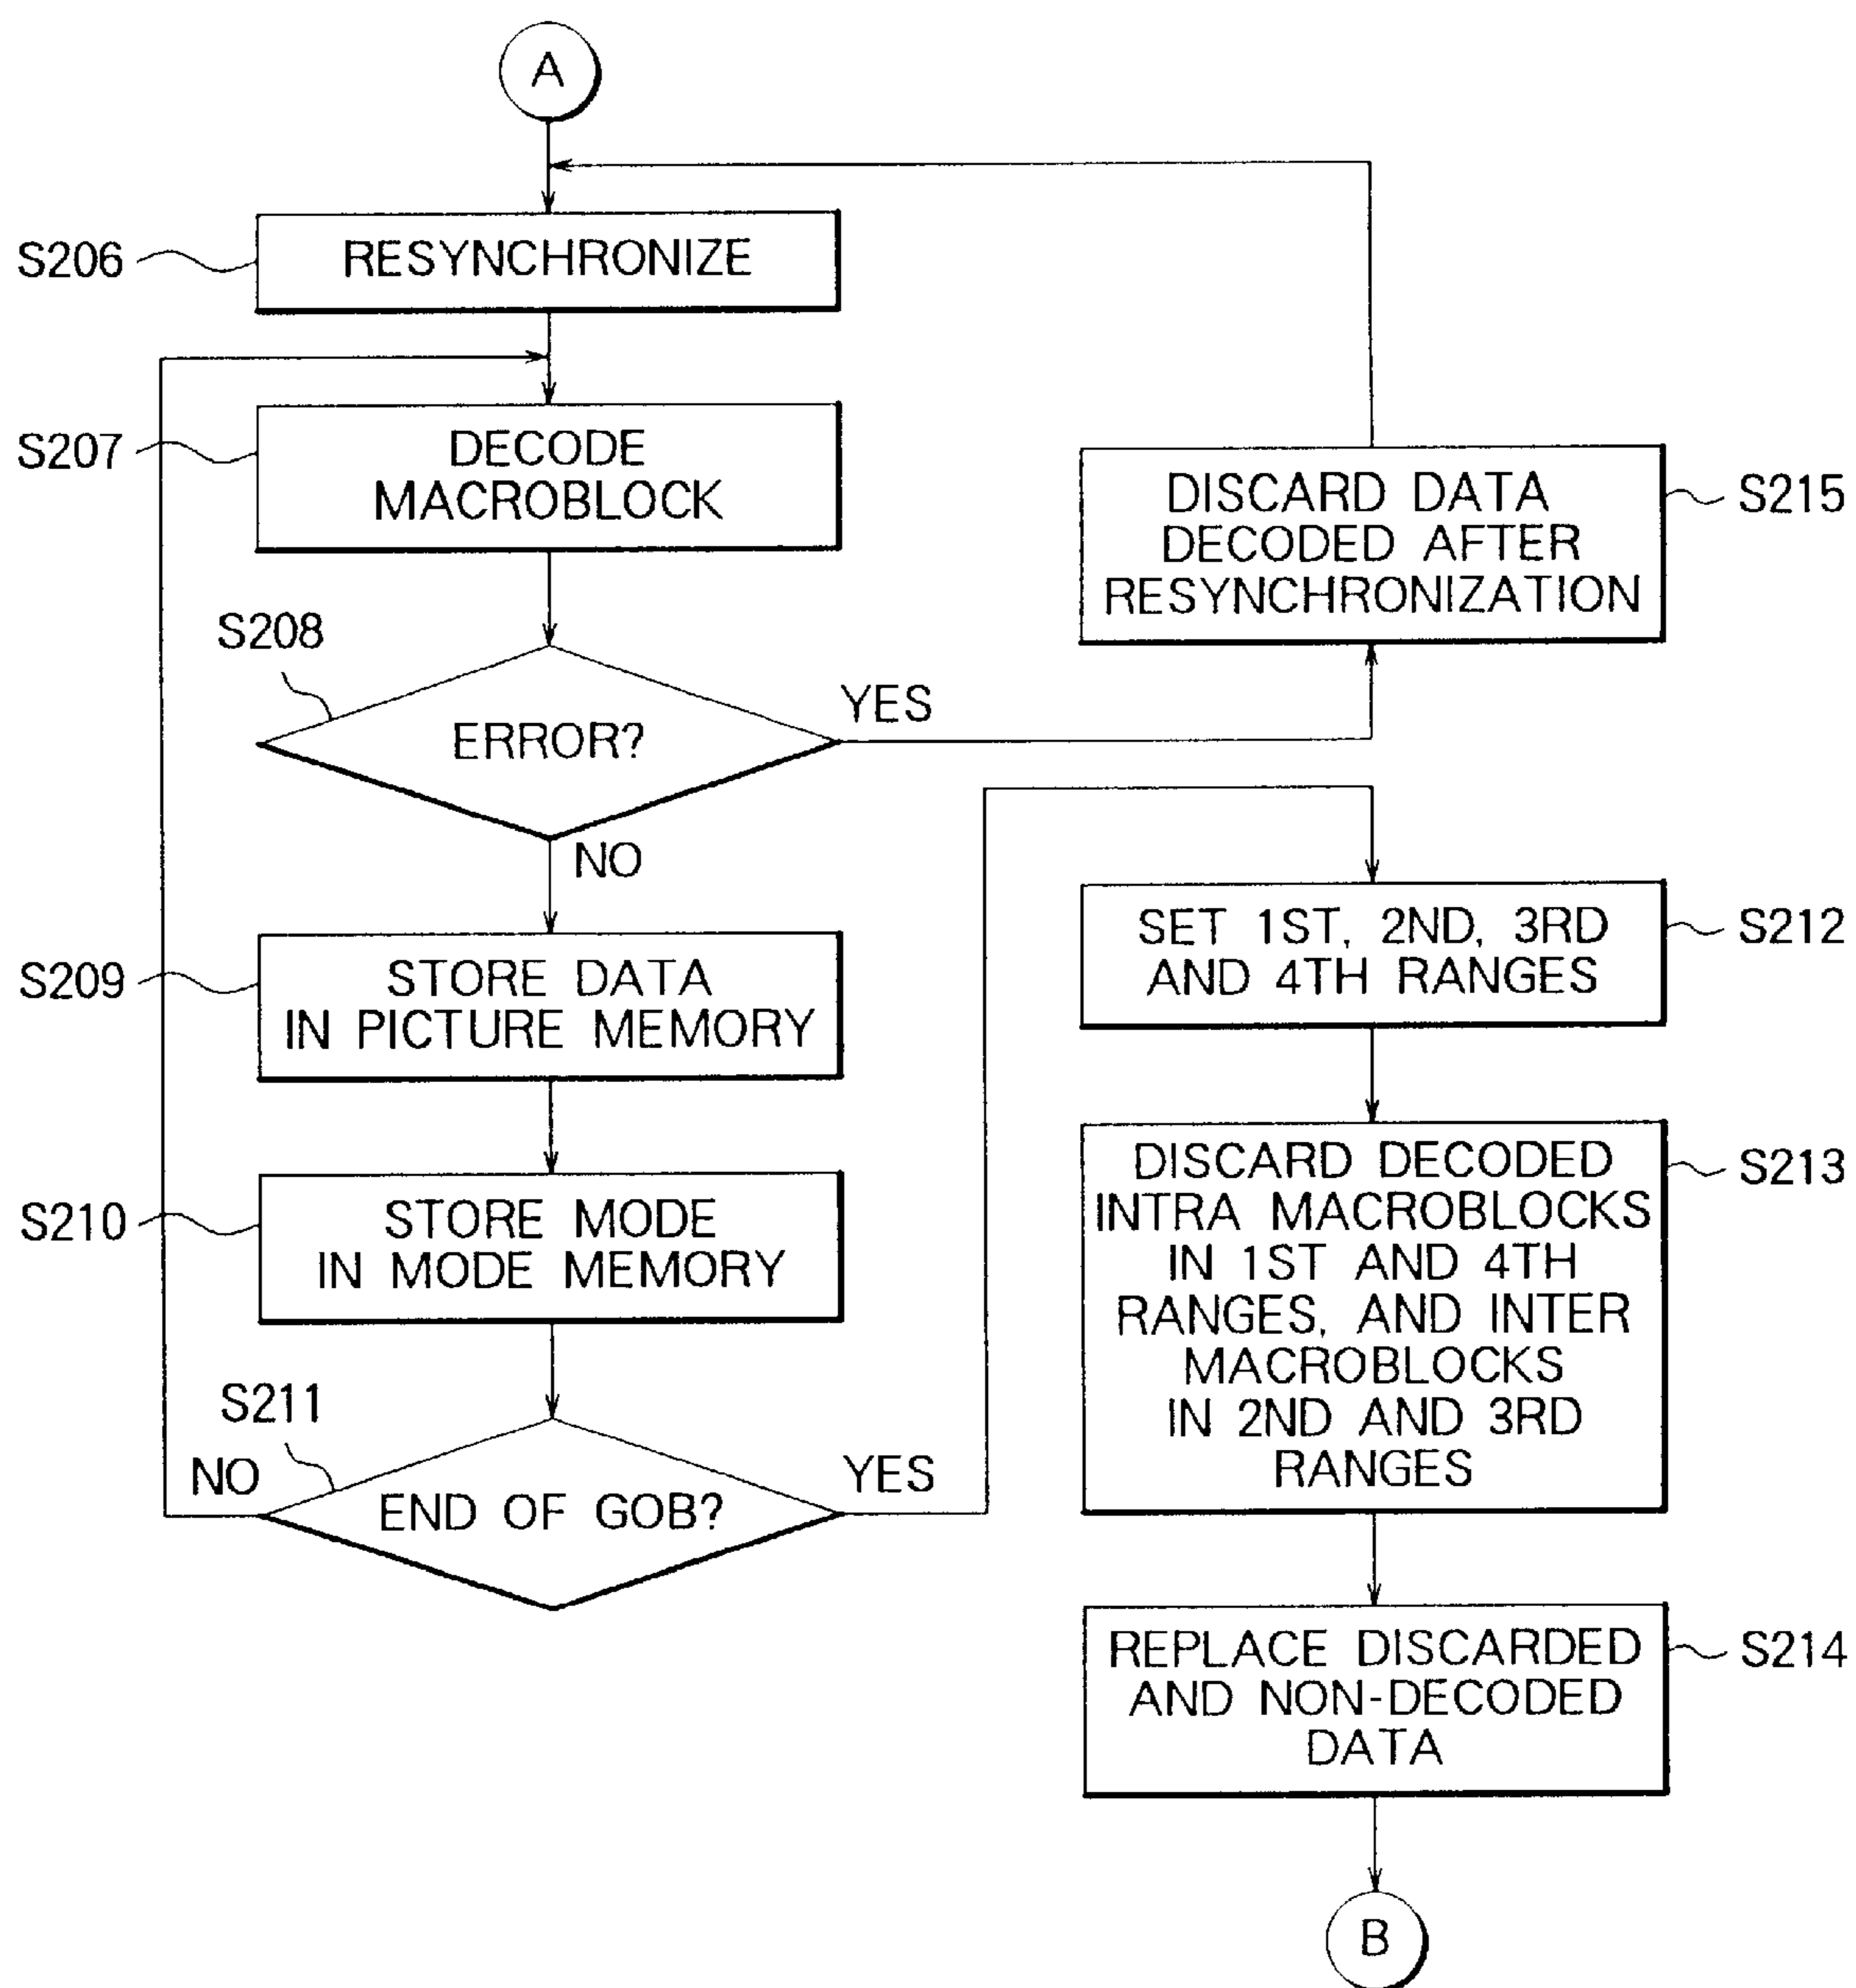 A
S206
RESYNCHRONIZE
S207
DECODE
MACROBLOCK
S208
ERROR?
YES
NO
S209
STORE DATA
IN PICTURE MEMORY
S210
STORE MODE
IN MODE MEMORY
S211
NO
END OF GOB?
YES
DISCARD DATA
DECODED AFTER
RESYNCHRONIZATION
S215
SET 1ST, 2ND, 3RD
AND 4TH RANGES
S212
DISCARD DECODED
INTRA MACROBLOCKS
IN 1ST AND 4TH
RANGES, AND INTER
MACROBLOCKS
IN 2ND AND 3RD
RANGES
S213
REPLACE DISCARDED
AND NON-DECODED
DATA
S214
B